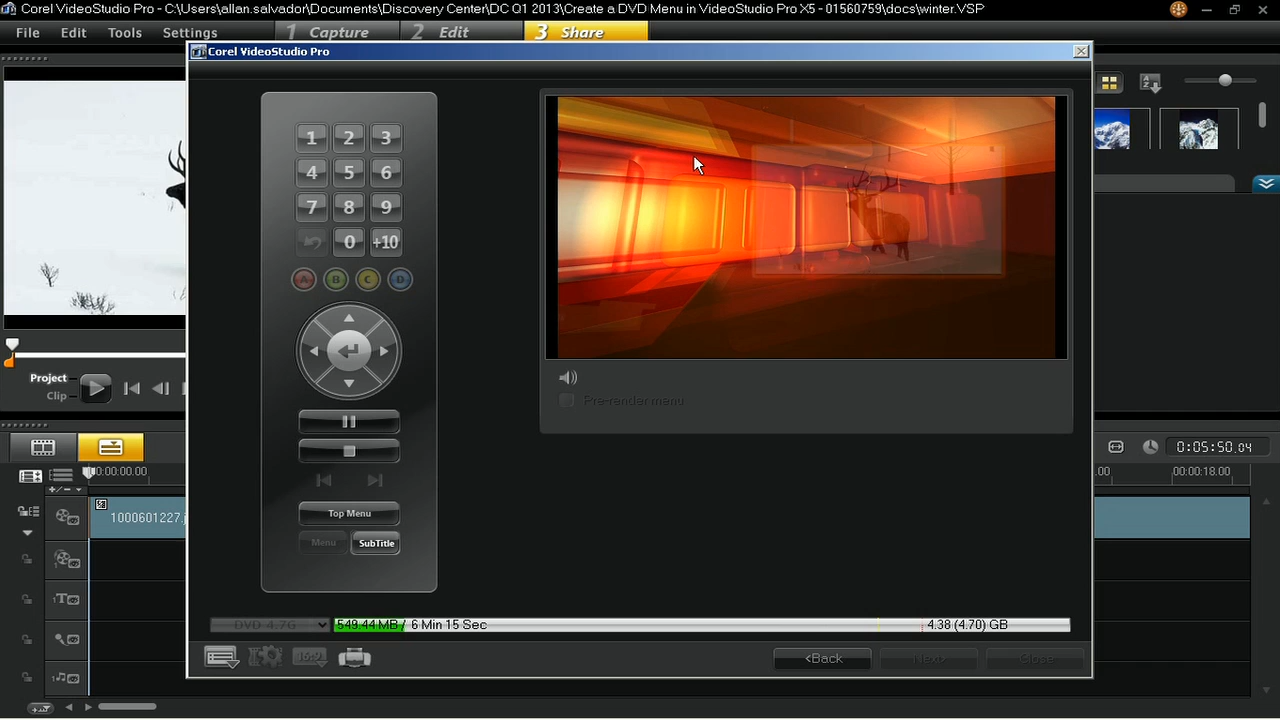 Corel VideoStudio Pro - C:\Users\allan.salvador\Documents\Discovery Center\DC Q1 2013\Create a DVD Menu in VideoStudio Pro X5 - 01560759\docs\winter.VSP
File Edit Tools Settings 1 Capture 2 Edit 3 Share
Corel VideoStudio Pro
1 2 3
4 5 6
7 8 9
0 +10
A B C D
Pre-render menu
Project
Clip
Top Menu
Menu SubTitle
0:05:50.04
0:00:00.00
.00 00:00:18.00
1000601227.j
DVD 4.7G 549.44 MB / 6 Min 15 Sec 4.38 (4.70) GB
16:9 <Back Next> Close